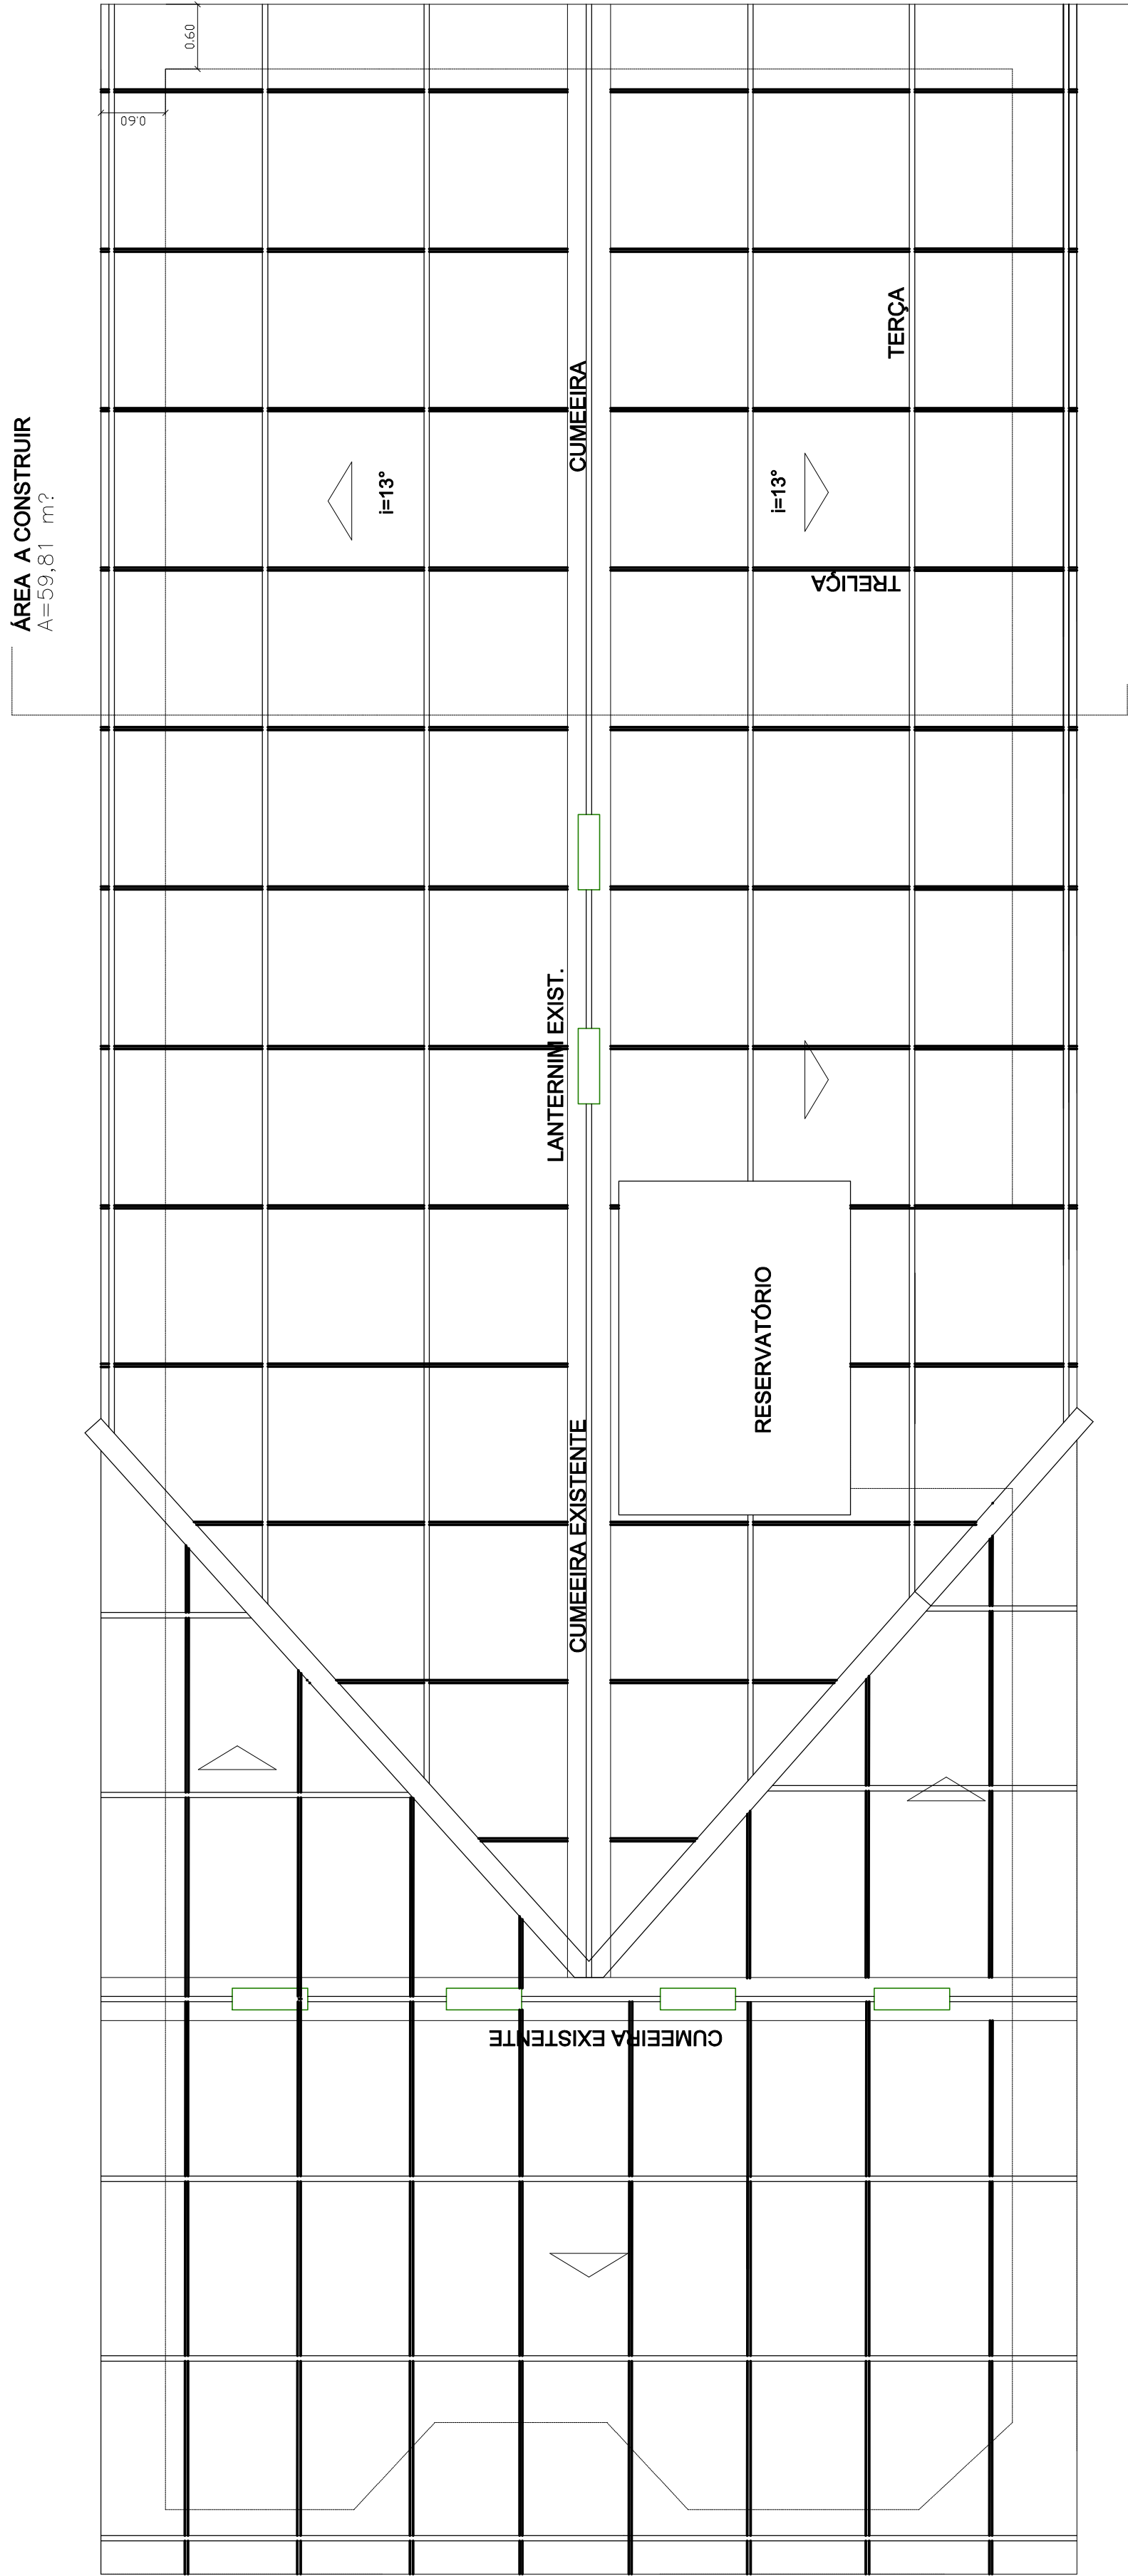 0.60
0.60
ÁREA A CONSTRUIR
A=59,81 m?
TERÇA
CUMEEIRA
i=13°
i=13°
TRELIÇA
LANTERNIM EXIST.
RESERVATÓRIO
CUMEEIRA EXISTENTE
CUMEEIRA EXISTENTE